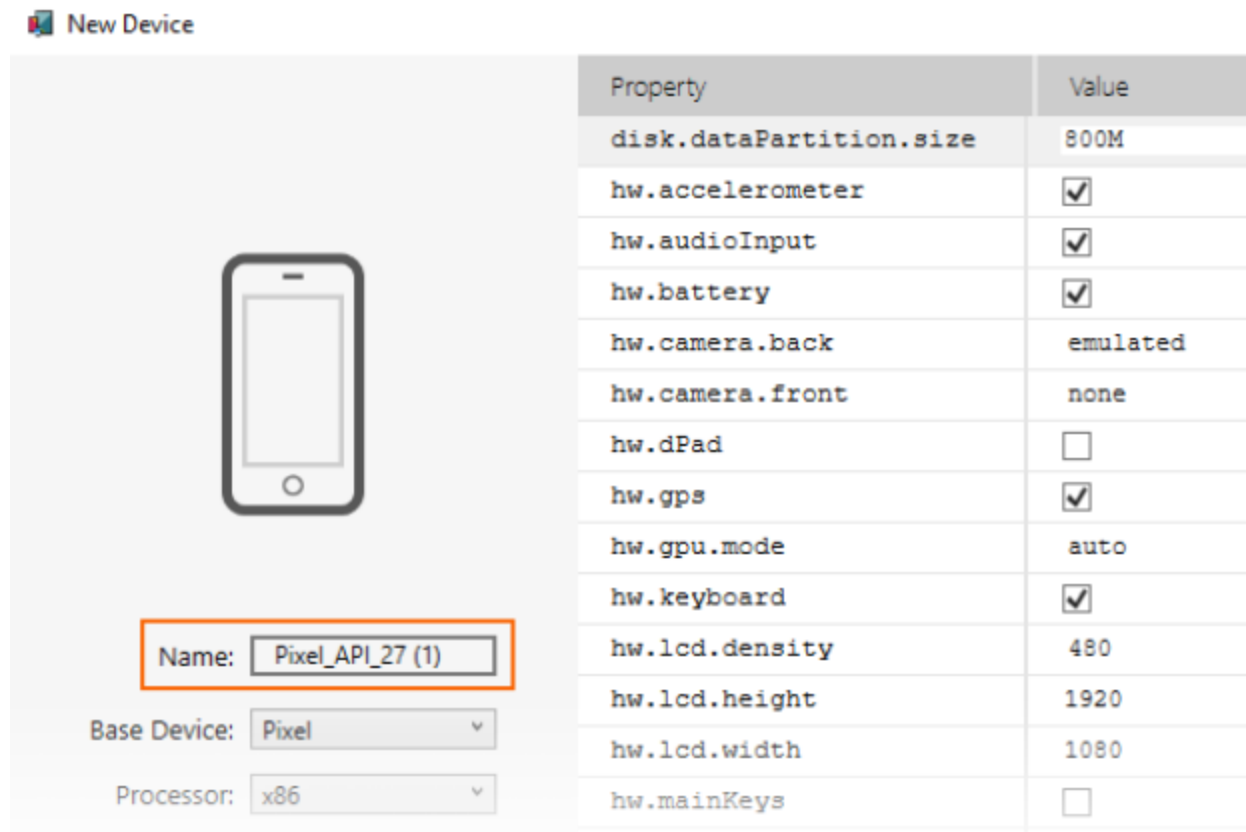 New Device
Property Value
disk.dataPartition.size 800M
hw.accelerometer
hw.audioInput
hw.battery
hw.camera.back emulated
hw.camera.front none
hw.dPad
hw.gps
hw.gpu.mode auto
hw.keyboard
hw.lcd.density 480
hw.lcd.height 1920
hw.lcd.width 1080
hw.mainKeys
Name: Pixel_API_27 (1)
Base Device: Pixel
Processor: x86